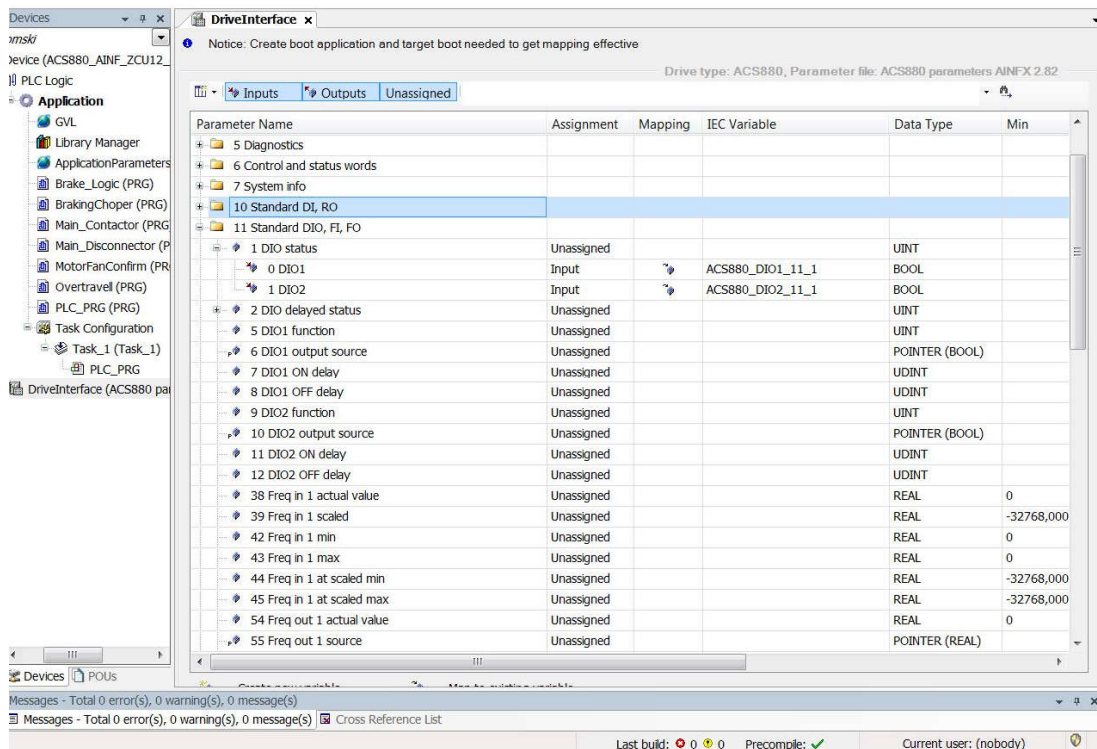 Devices
DriveInterface x
omski
Notice: Create boot application and target boot needed to get mapping effective
Device (ACS880_AINF_ZCU12_
PLC Logic
Application
GVL
Library Manager
ApplicationParameters
Brake_Logic (PRG)
BrakingChoper (PRG)
Main_Contactor (PRG
Main_Disconnector (P
MotorFanConfirm (PR
Overtravell (PRG)
PLC_PRG (PRG)
Task Configuration
Task_1 (Task_1)
PLC_PRG
DriveInterface (ACS880 par
Devices POUs
Drive type: ACS880, Parameter file: ACS880 parameters AINFX 2.82
Inputs Outputs Unassigned
Parameter Name Assignment Mapping IEC Variable Data Type Min
5 Diagnostics
6 Control and status words
7 System info
10 Standard DI, RO
11 Standard DIO, FI, FO
1 DIO status Unassigned UINT
0 DIO1 Input ACS880_DIO1_11_1 BOOL
1 DIO2 Input ACS880_DIO2_11_1 BOOL
2 DIO delayed status Unassigned UINT
5 DIO1 function Unassigned UINT
6 DIO1 output source Unassigned POINTER (BOOL)
7 DIO1 ON delay Unassigned UDINT
8 DIO1 OFF delay Unassigned UDINT
9 DIO2 function Unassigned UINT
10 DIO2 output source Unassigned POINTER (BOOL)
11 DIO2 ON delay Unassigned UDINT
12 DIO2 OFF delay Unassigned UDINT
38 Freq in 1 actual value Unassigned REAL 0
39 Freq in 1 scaled Unassigned REAL -32768,000
42 Freq in 1 min Unassigned REAL 0
43 Freq in 1 max Unassigned REAL 0
44 Freq in 1 at scaled min Unassigned REAL -32768,000
45 Freq in 1 at scaled max Unassigned REAL -32768,000
54 Freq out 1 actual value Unassigned REAL 0
55 Freq out 1 source Unassigned POINTER (REAL)
Create new variable Map to existing variable
Messages - Total 0 error(s), 0 warning(s), 0 message(s)
Messages - Total 0 error(s), 0 warning(s), 0 message(s) Cross Reference List
Last build: 0 0 Precompile: Current user: (nobody)